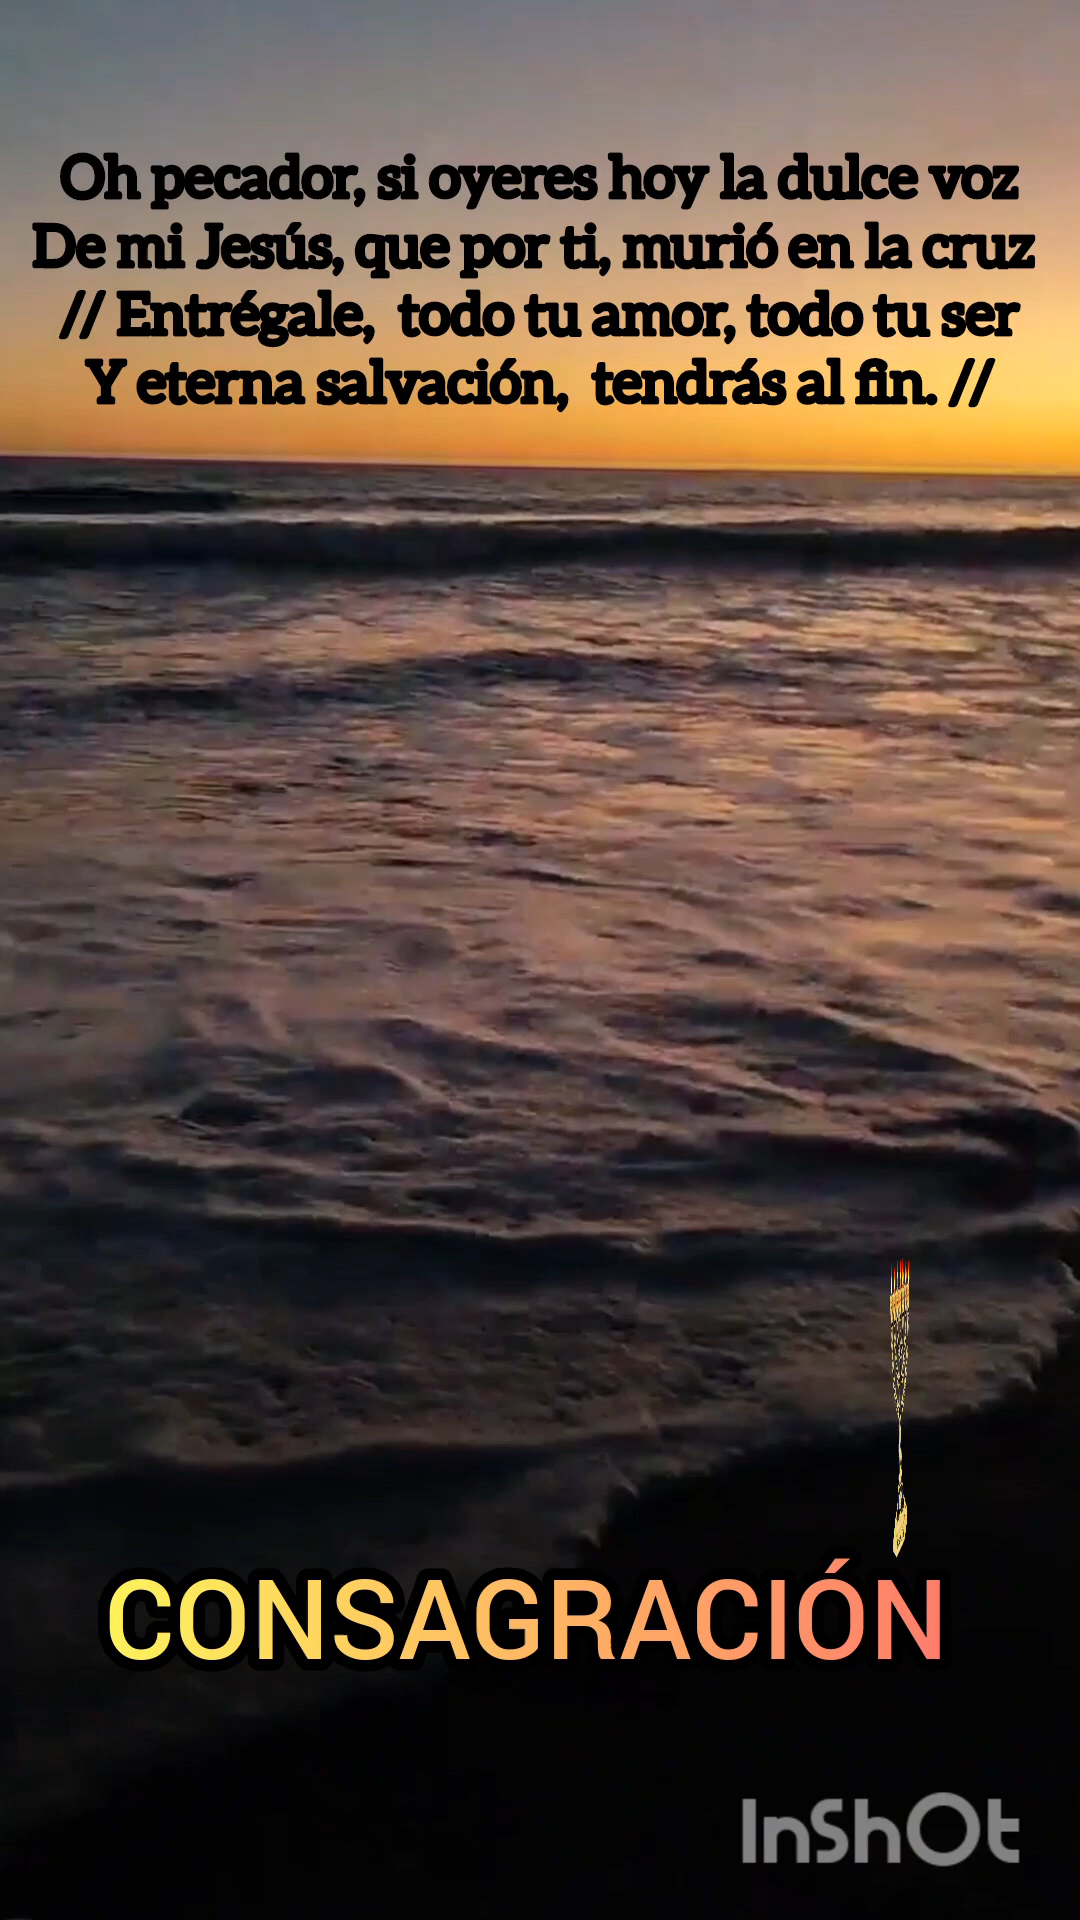 Oh pecador, si oyeres hoy la dulce voz
De mi Jesús, que por ti, murió en la cruz
// Entrégale, todo tu amor, todo tu ser
Y eterna salvación, tendrás al fin. //
CONSAGRACIÓN
InShOt